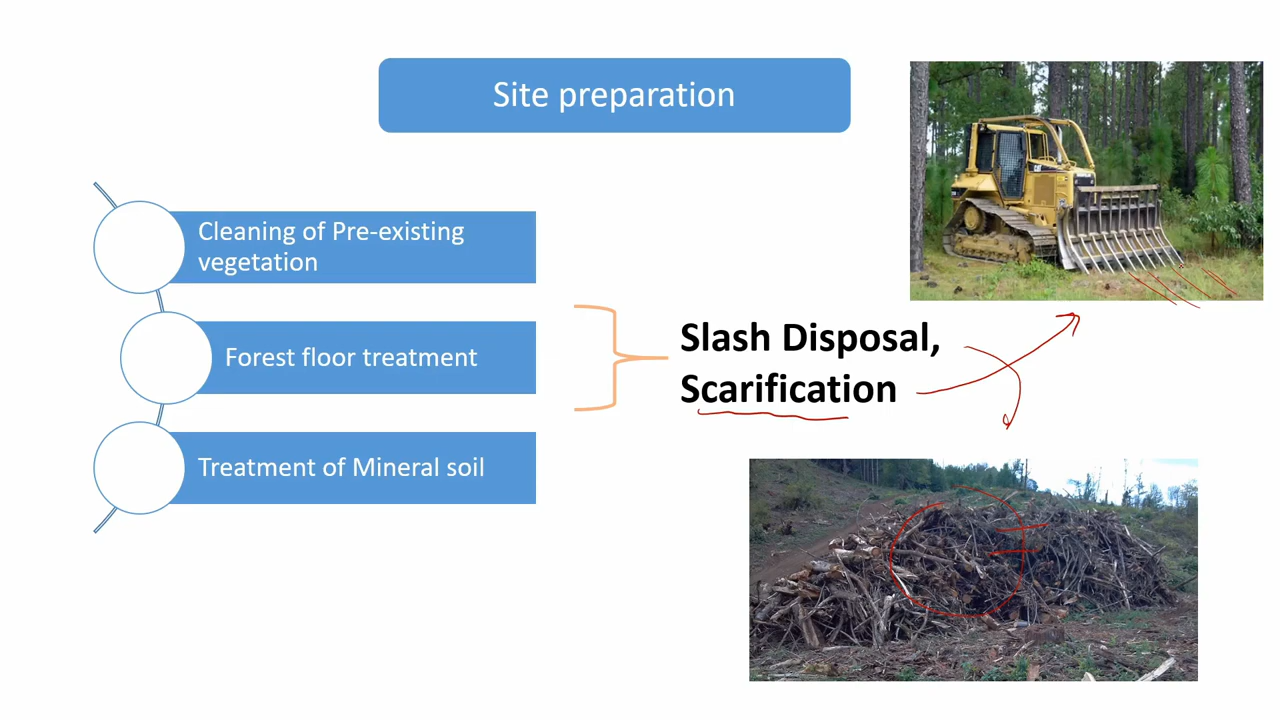 Site preparation
Cleaning of Pre-existing
vegetation
Forest floor treatment
Treatment of Mineral soil
Slash Disposal,
Scarification